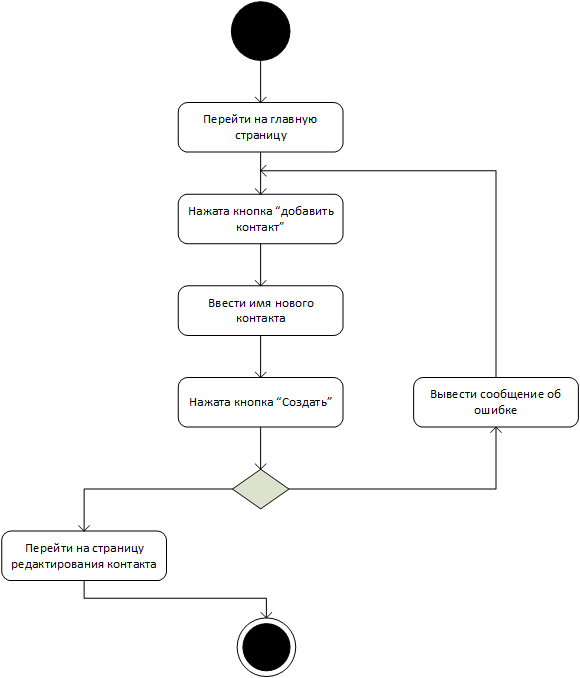 Перейти на главную
страницу
Нажата кнопка “добавить
контакт”
Ввести имя нового
контакта
Нажата кнопка “Создать”
Вывести сообщение об
ошибке
Перейти на страницу
редактирования контакта